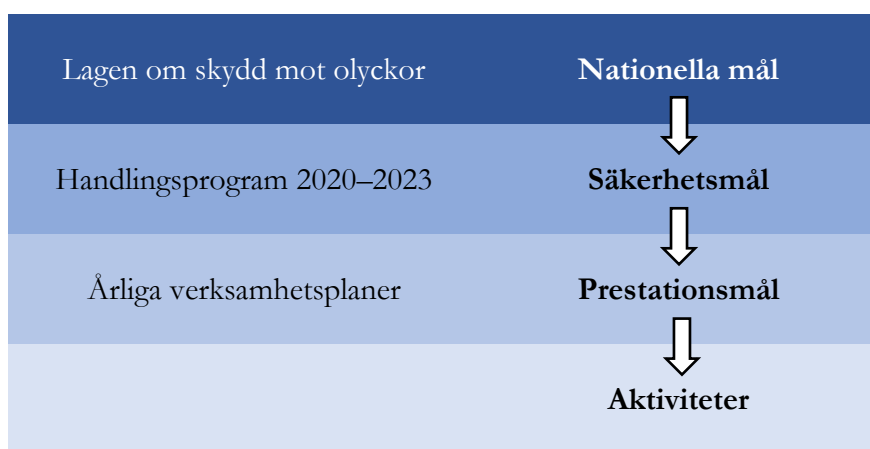 Lagen om skydd mot olyckor Nationella mål
Handlingsprogram 2020–2023 Säkerhetsmål
Årliga verksamhetsplaner Prestationsmål
Aktiviteter